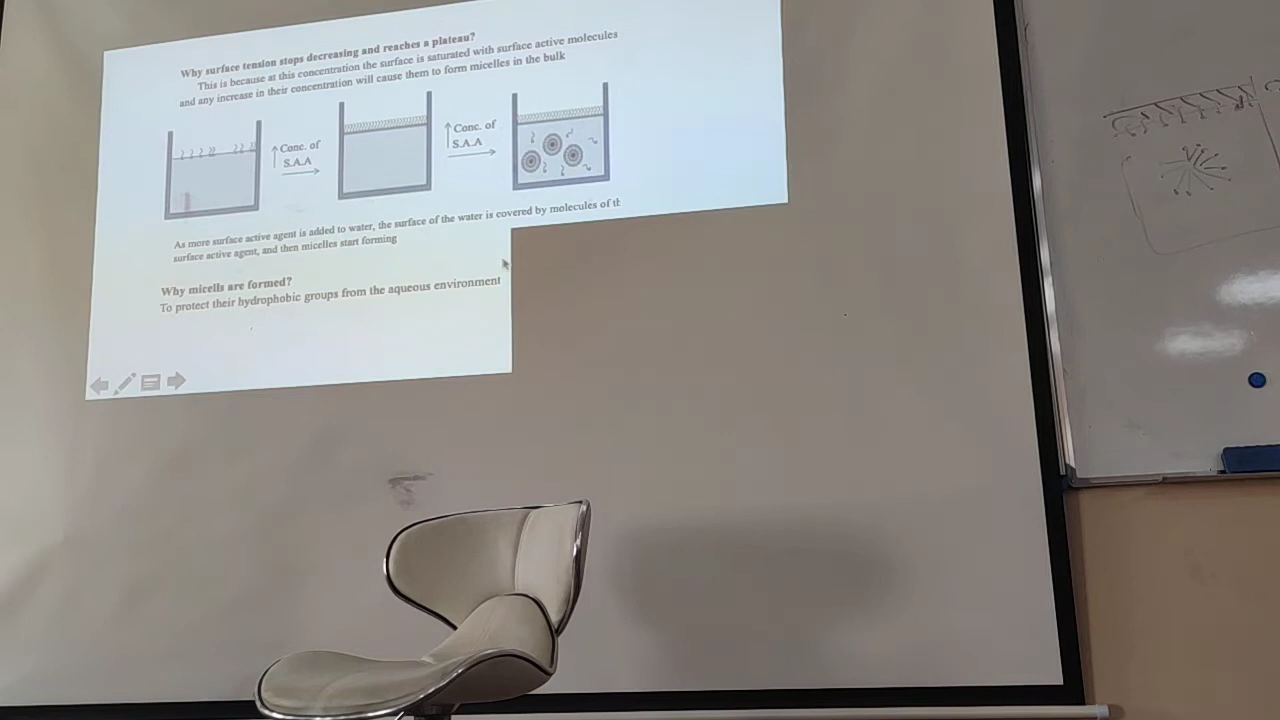 Why surface tension stops decreasing and reaches a plateau?
This is because at this concentration the surface is saturated with surface active molecules
and any increase in their concentration will cause them to form micelles in the bulk
↑ Conc. of
S.A.A
↑ Conc. of
S.A.A
As more surface active agent is added to water, the surface of the water is covered by molecules of th
surface active agent, and then micelles start forming
Why micells are formed?
To protect their hydrophobic groups from the aqueous environment